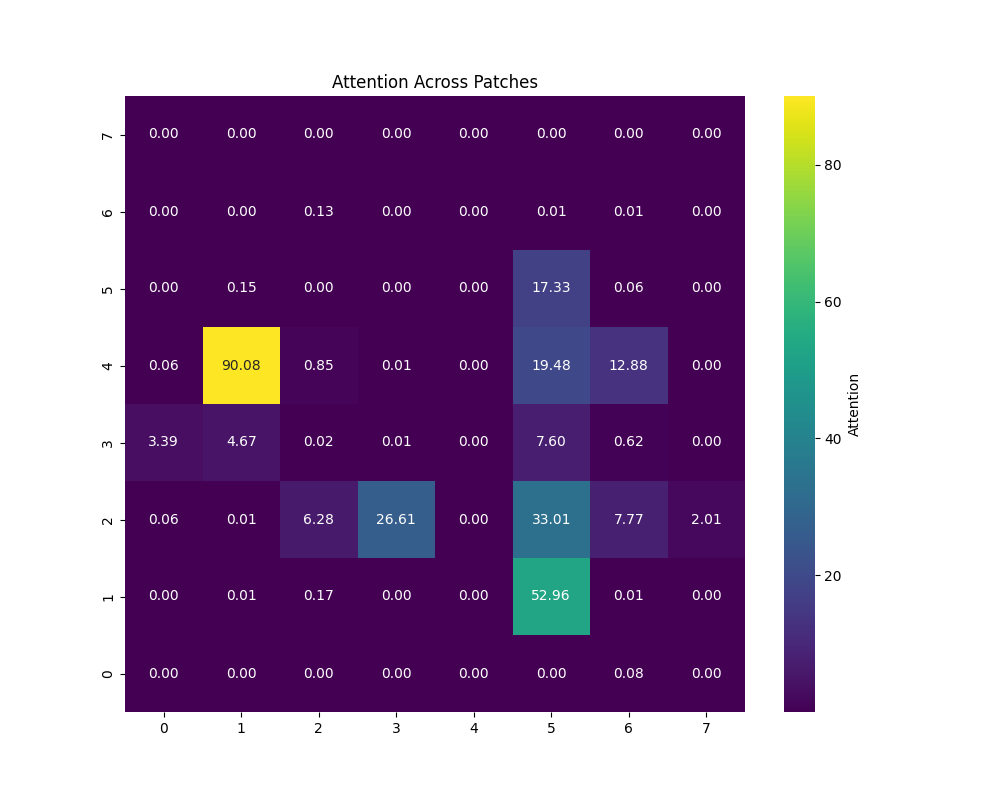 Attention Across Patches
7 0.00 0.00 0.00 0.00 0.00 0.00 0.00 0.00
6 0.00 0.00 0.13 0.00 0.00 0.01 0.01 0.00
5 0.00 0.15 0.00 0.00 0.00 17.33 0.06 0.00
4 0.06 90.08 0.85 0.01 0.00 19.48 12.88 0.00
3 3.39 4.67 0.02 0.01 0.00 7.60 0.62 0.00
2 0.06 0.01 6.28 26.61 0.00 33.01 7.77 2.01
1 0.00 0.01 0.17 0.00 0.00 52.96 0.01 0.00
0 0.00 0.00 0.00 0.00 0.00 0.00 0.08 0.00
0 1 2 3 4 5 6 7
80
60
40
20
Attention